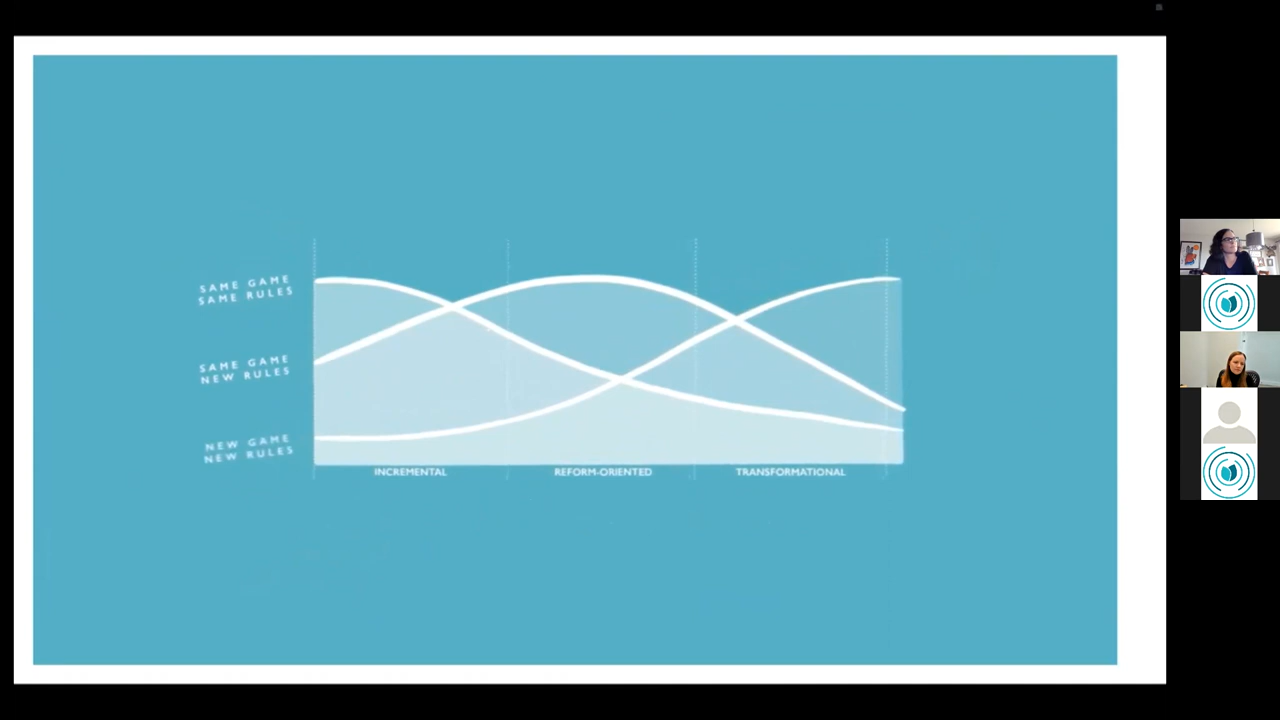 SAME GAME
SAME RULES
SAME GAME
NEW RULES
NEW GAME
NEW RULES
INCREMENTAL
REFORM-ORIENTED
TRANSFORMATIONAL